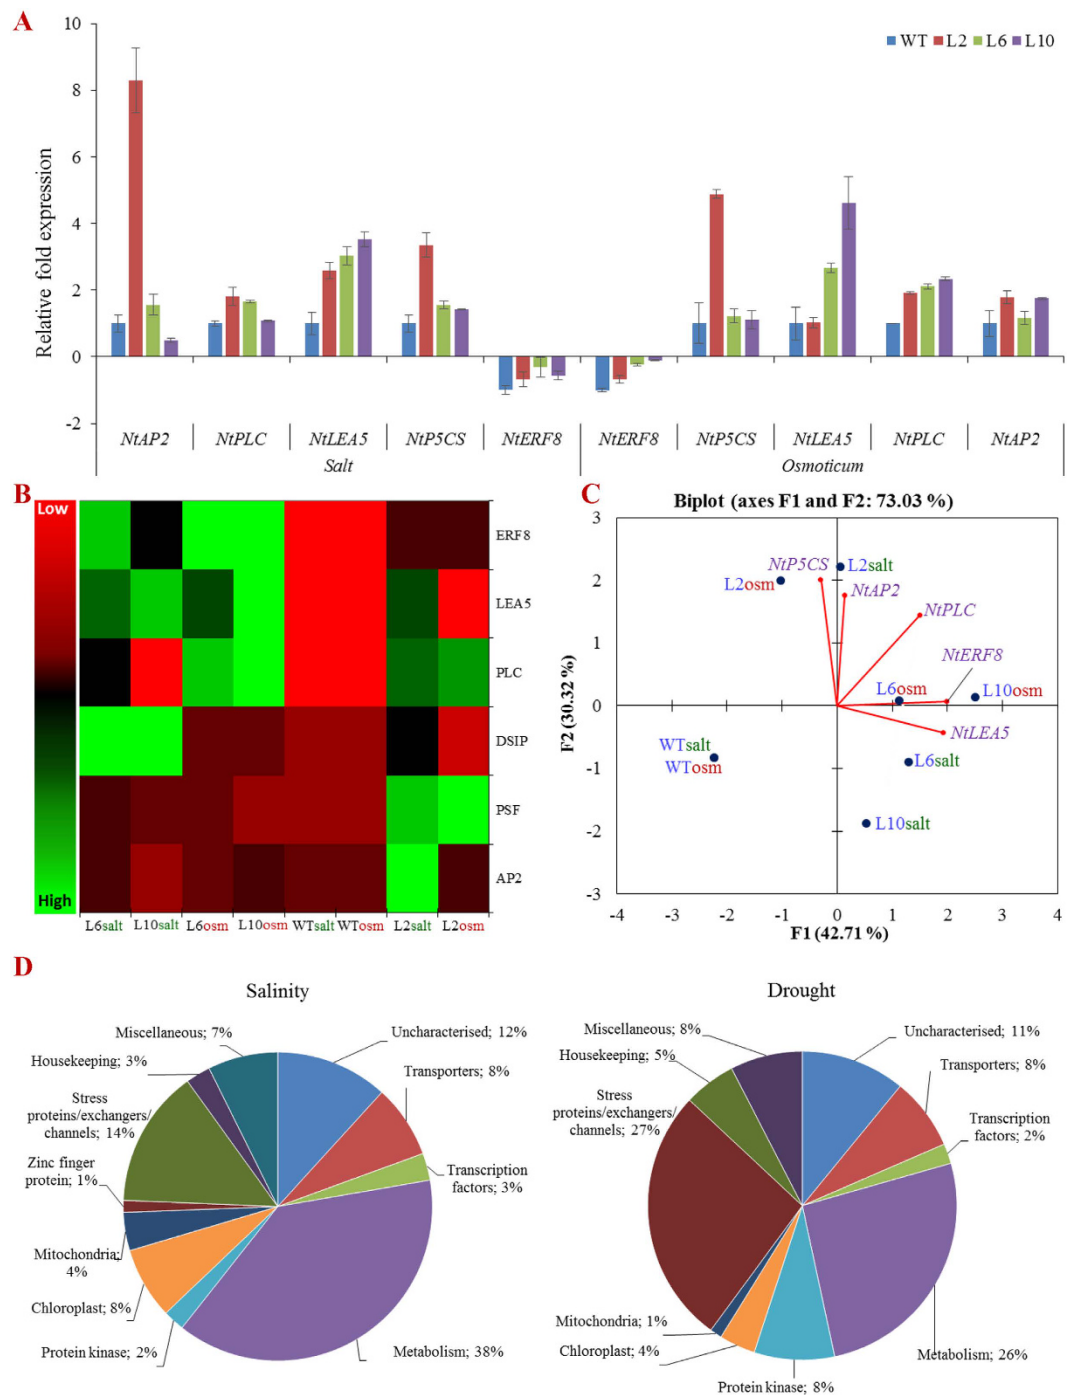 A
10
8
6
4
2
0
-2
Relative fold expression
WT L2 L6 L10
NtAP2 NtPLC NtLEA5 NtP5CS NtERF8 NtERF8 NtP5CS NtLEA5 NtPLC NtAP2
Salt Osmoticum
B
Low
High
ERF8
LEA5
PLC
DSIP
PSF
AP2
L6salt L10salt L6osm L10osm WTsalt WTosm L2salt L2osm
C
Biplot (axes F1 and F2: 73.03 %)
3
2
1
0
-1
-2
-3
F2 (30.32 %)
NtP5CS
L2salt
L2osm
NtAP2
NtPLC
NtERF8
L6osm
L10osm
NtLEA5
WTsalt
WTosm
L6salt
L10salt
-4 -3 -2 -1 0 1 2 3 4
F1 (42.71 %)
D
Salinity
Miscellaneous; 7%
Uncharacterised; 12%
Housekeeping; 3%
Transporters; 8%
Stress
proteins/exchangers/
channels; 14%
Zinc finger
protein; 1%
Transcription
factors; 3%
Mitochondria;
4%
Chloroplast; 8%
Protein kinase; 2%
Metabolism; 38%
Drought
Miscellaneous; 8%
Uncharacterised; 11%
Housekeeping; 5%
Transporters; 8%
Stress
proteins/exchangers/
channels; 27%
Transcription
factors; 2%
Mitochondria; 1%
Chloroplast; 4%
Protein kinase; 8%
Metabolism; 26%